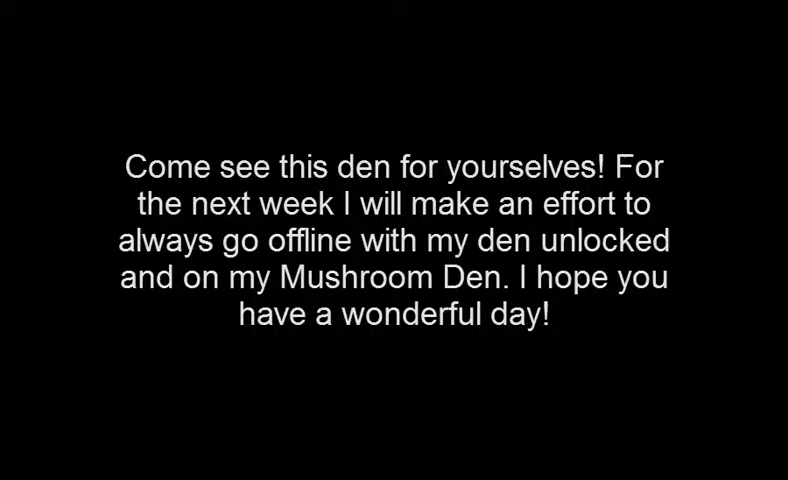 Come see this den for yourselves! For
the next week I will make an effort to
always go offline with my den unlocked
and on my Mushroom Den. I hope you
have a wonderful day!